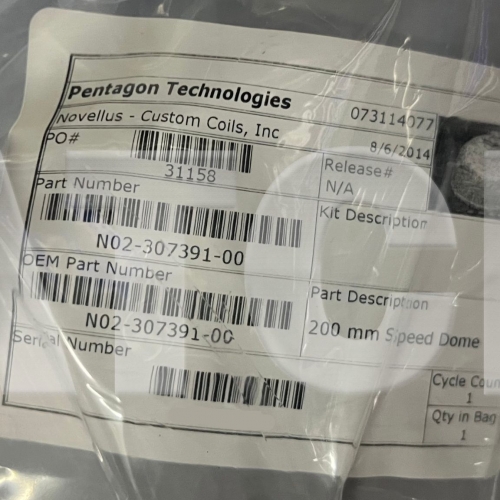 Pentagon Technologies
073114077
Novellus - Custom Coils, Inc
8/6/2014
PO#
31158
Release#
N/A
Part Number
N02-307391-00
Kit Description
OEM Part Number
N02-307391-00
Part Description
200 mm Speed Dome
Serial Number
Cycle Coun
1
Qty in Bag
1